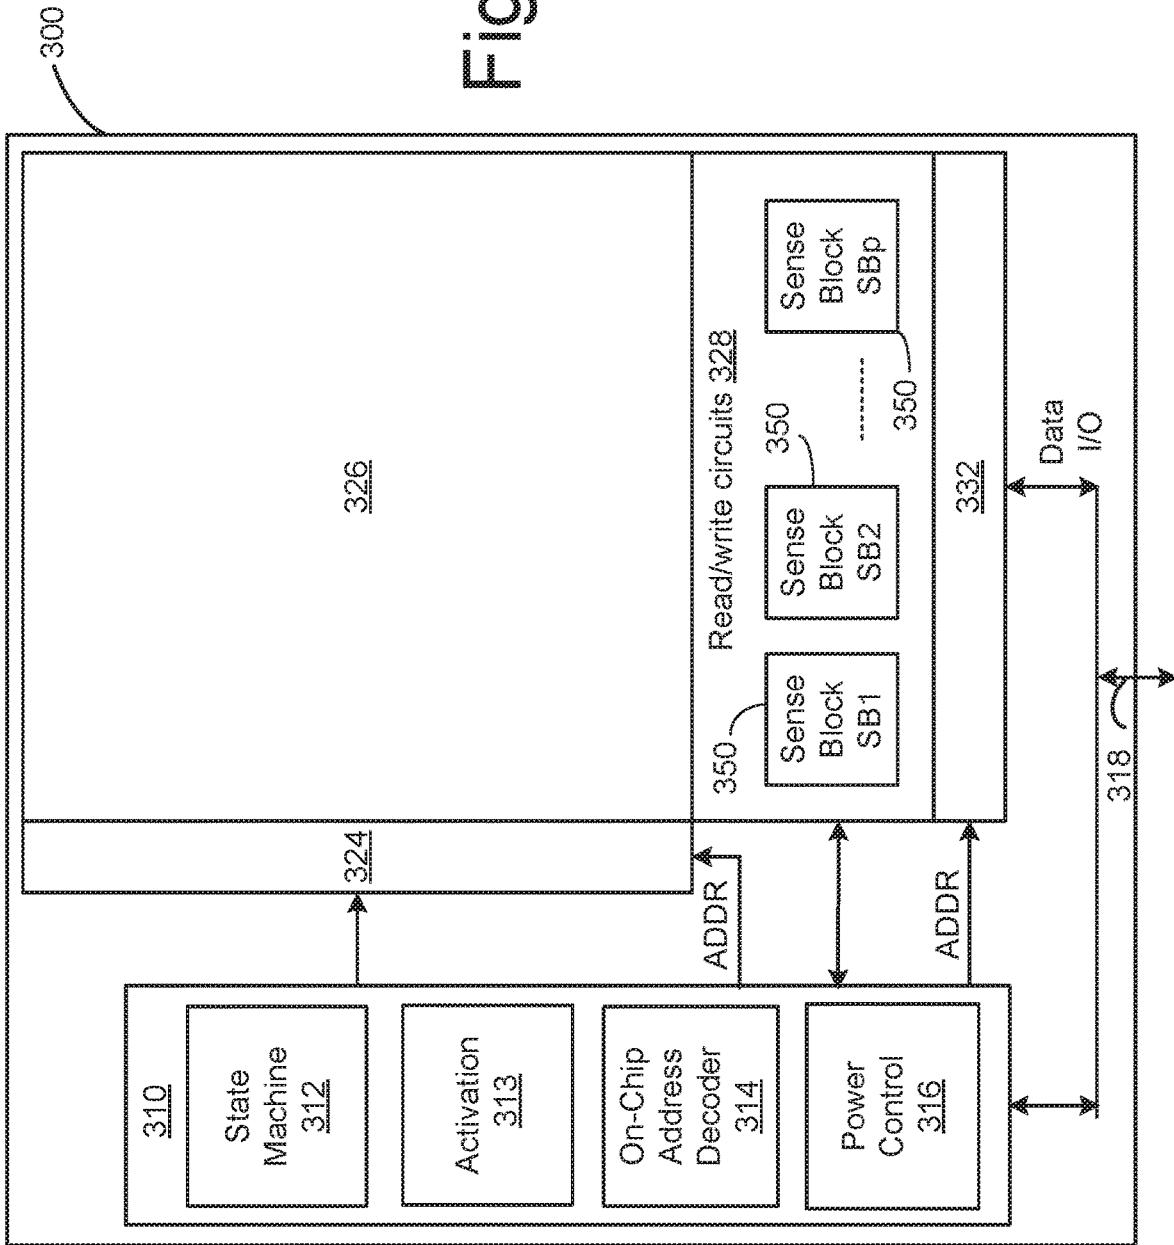 300
Fig
310
State
Machine
312
Activation
313
On-Chip
Address
Decoder
314
Power
Control
316
324
326
ADDR
ADDR
Read/write circuits 328
350
Sense
Block
SB1
350
Sense
Block
SB2
---------
350
Sense
Block
SBp
332
Data
I/O
318